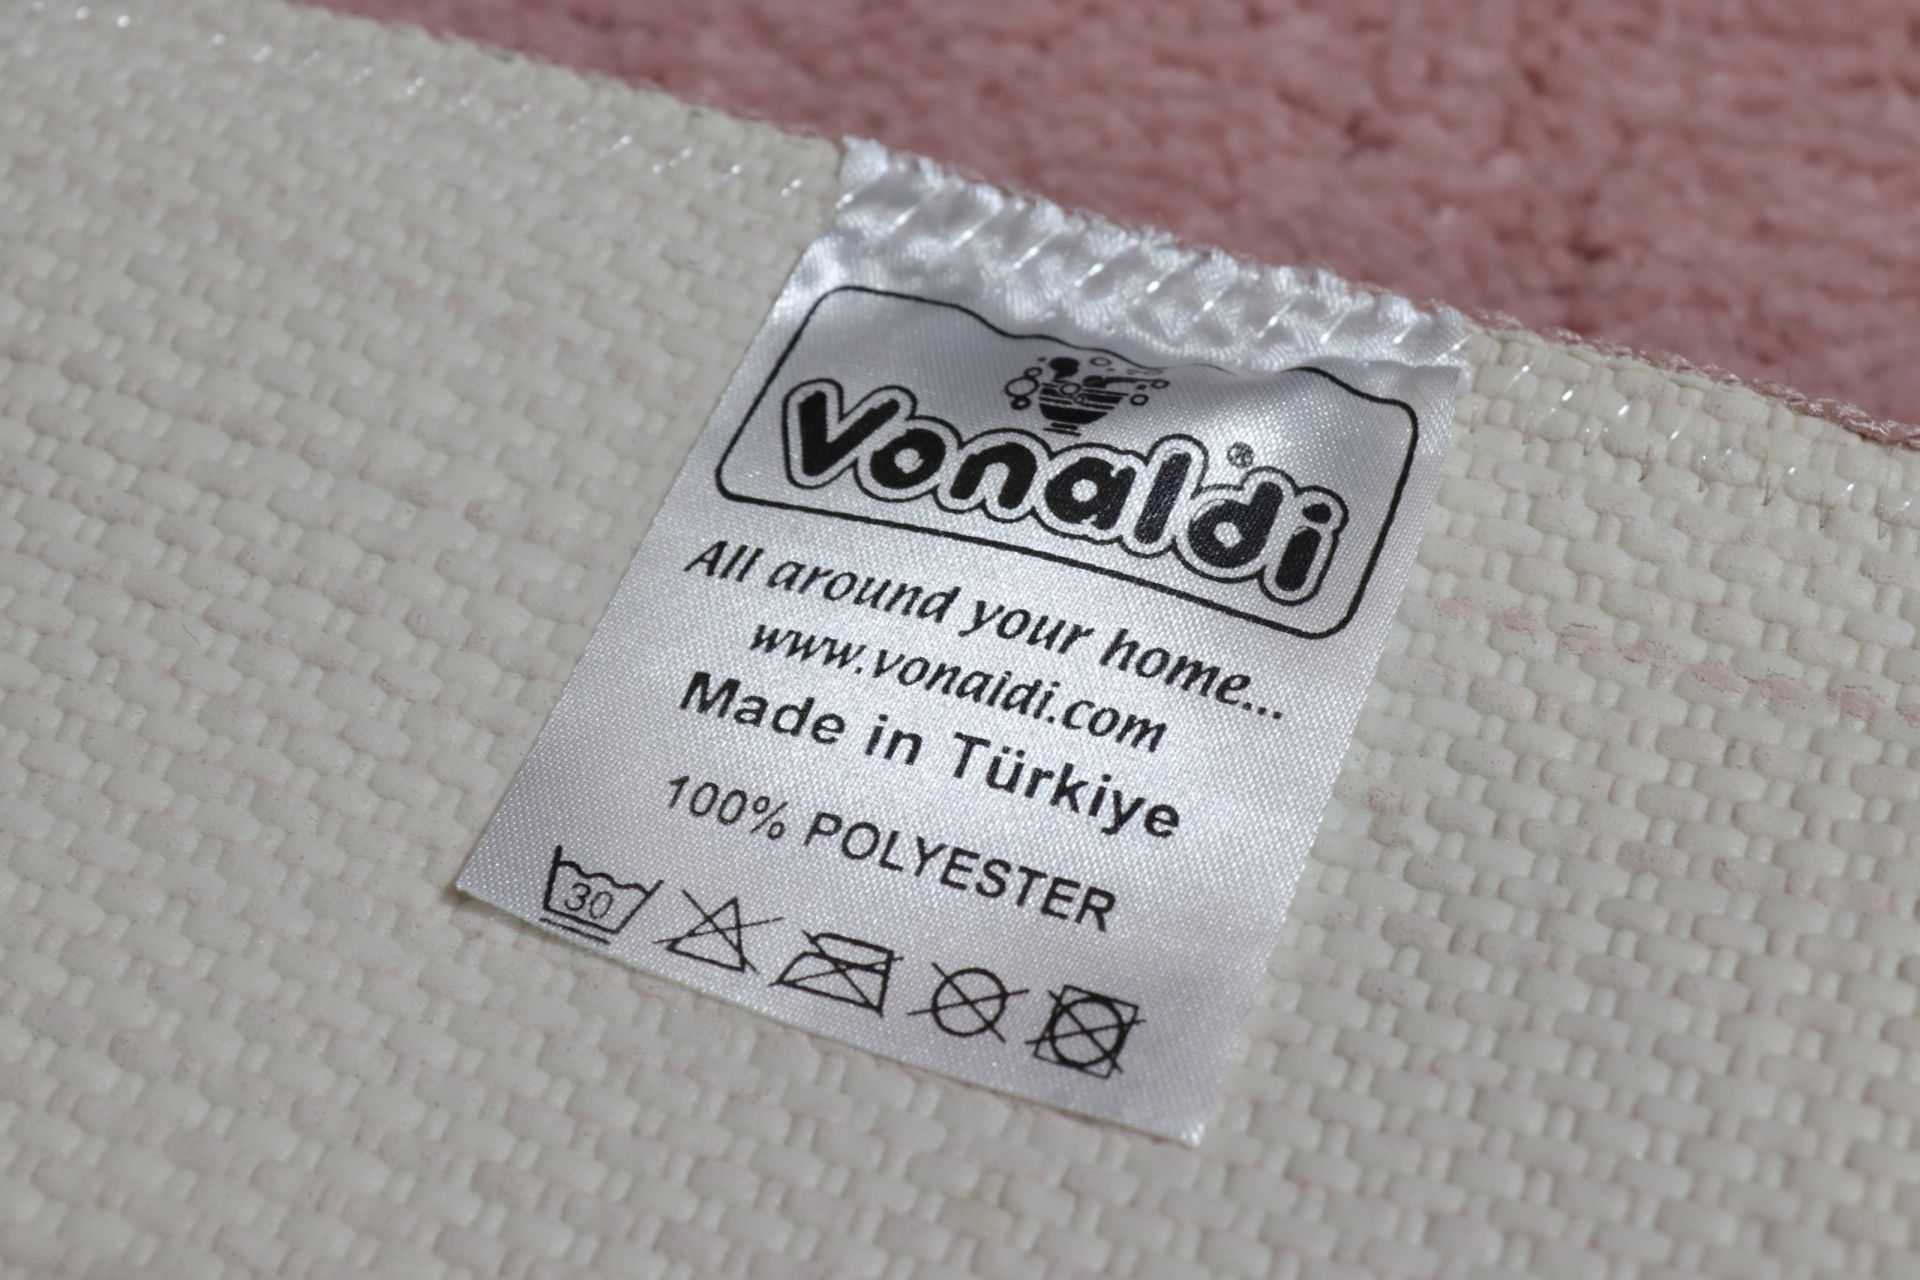 Vonaldi®
All around your home...
www.vonaldi.com
Made in Türkiye
100% POLYESTER
30